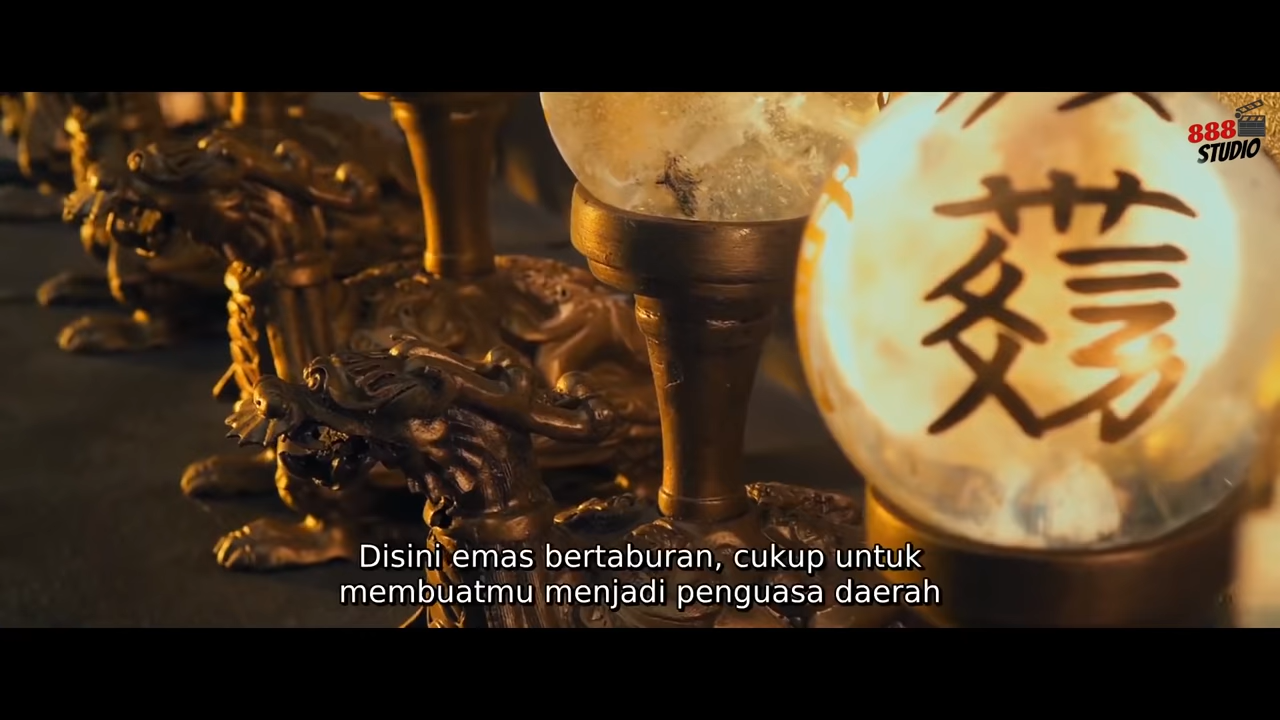 888
STUDIO
Disini emas bertaburan, cukup untuk
membuatmu menjadi penguasa daerah